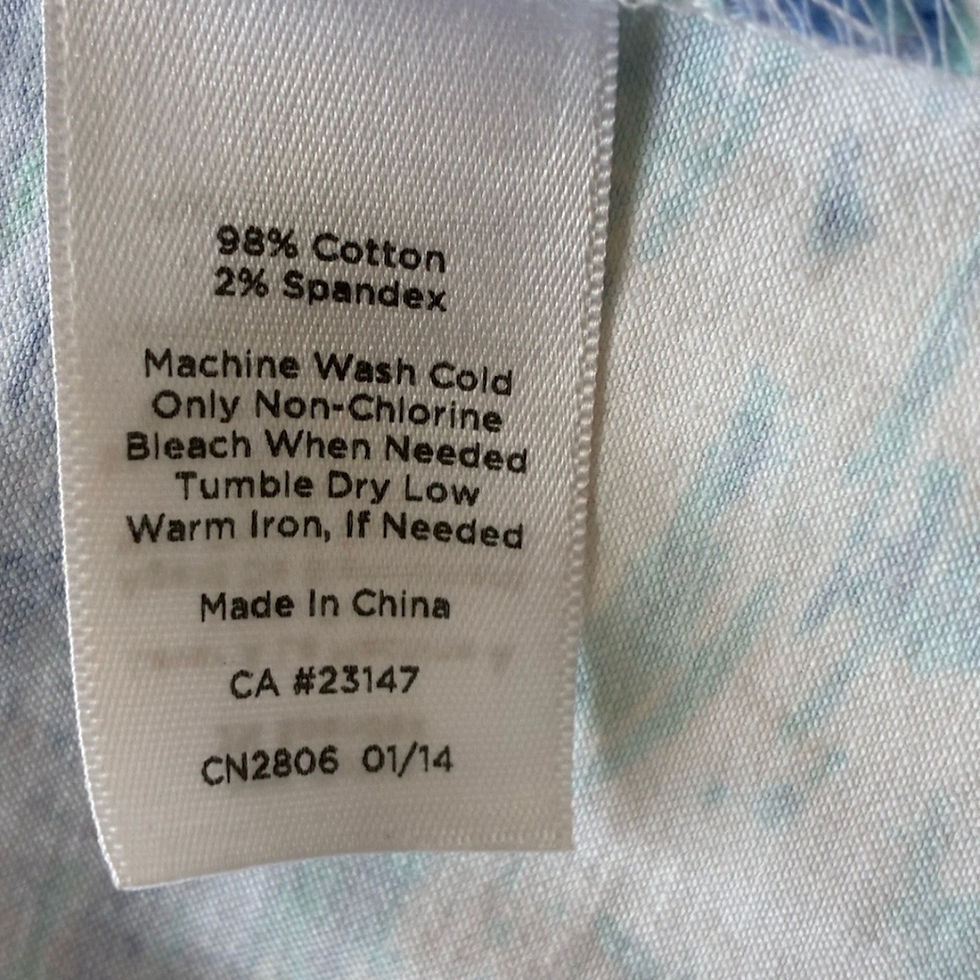 98% Cotton
2% Spandex
Machine Wash Cold
Only Non-Chlorine
Bleach When Needed
Tumble Dry Low
Warm Iron, If Needed
Made In China
CA #23147
CN2806 01/14